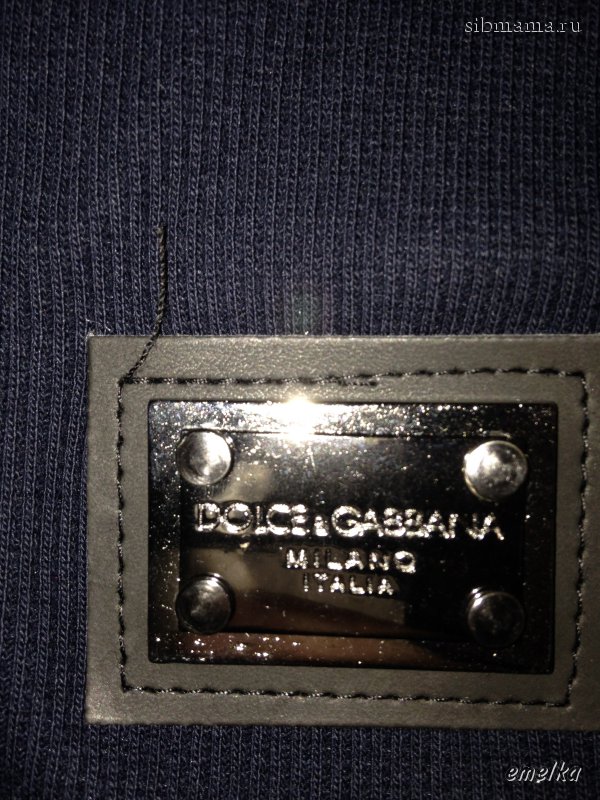 sibmama.ru
DOLCE & GABBANA
MILANO
ITALIA
emelka